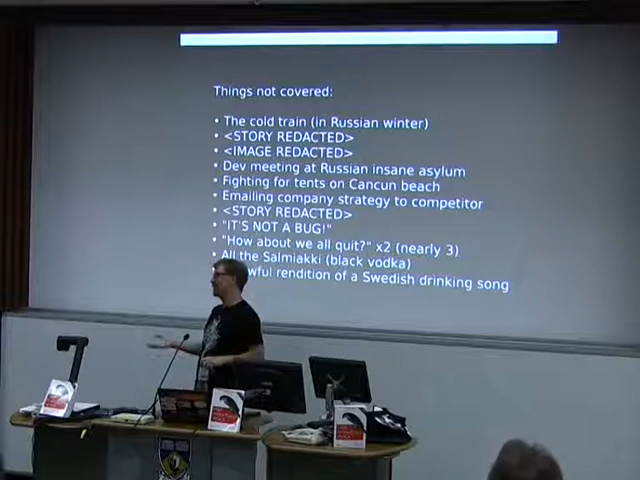 Things not covered:
• The cold train (in Russian winter)
• <STORY REDACTED>
• <IMAGE REDACTED>
• Dev meeting at Russian insane asylum
• Fighting for tents on Cancun beach
• Emailing company strategy to competitor
• <STORY REDACTED>
• "IT'S NOT A BUG!"
• "How about we all quit?" x2 (nearly 3)
• All the Salmiakki (black vodka)
wful rendition of a Swedish drinking song